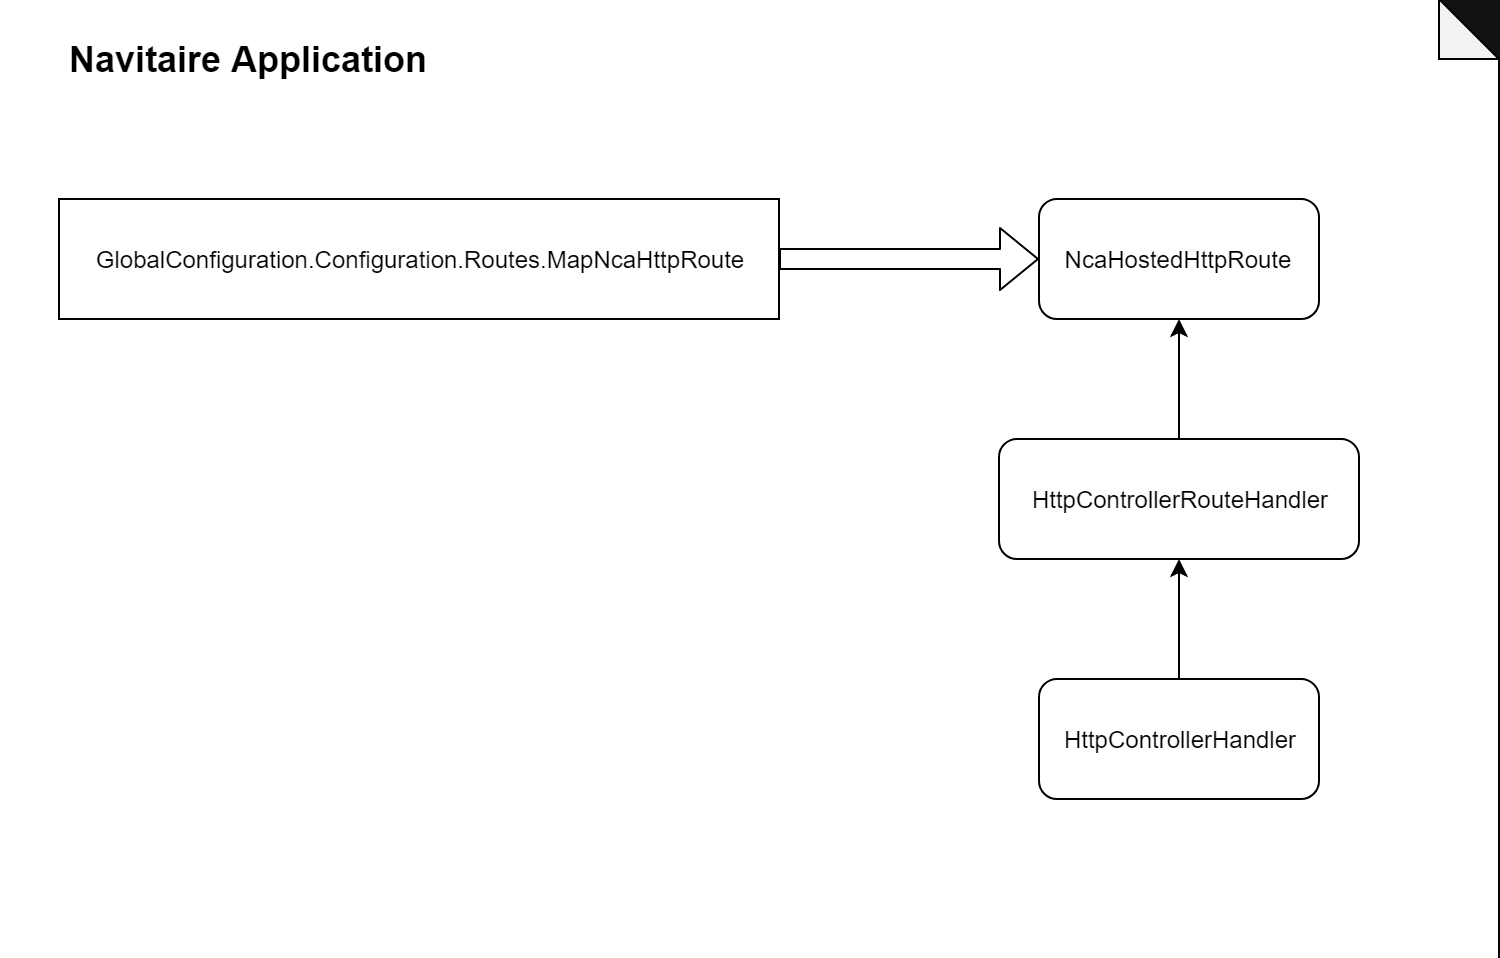 Navitaire Application
GlobalConfiguration.Configuration.Routes.MapNcaHttpRoute
NcaHostedHttpRoute
HttpControllerRouteHandler
HttpControllerHandler